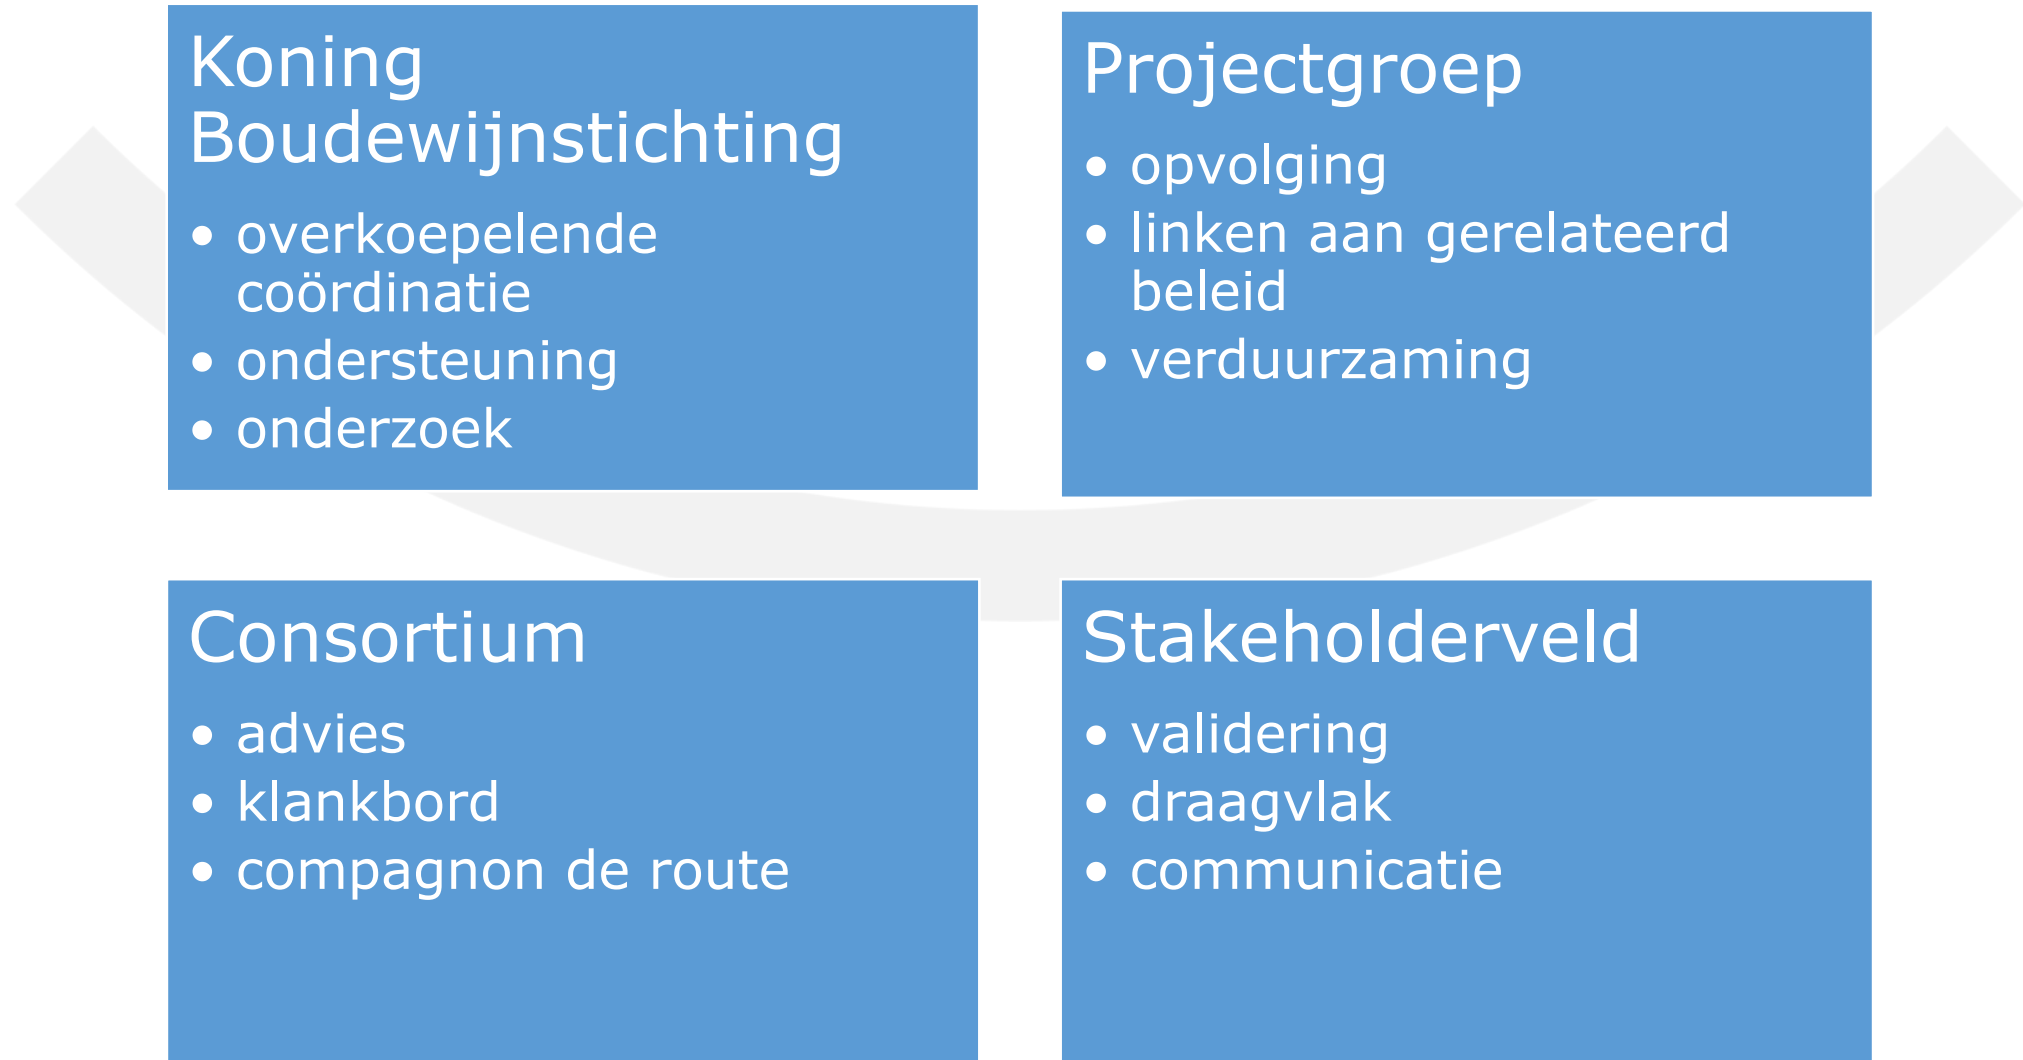 Koning
Boudewijnstichting
• overkoepelende
coördinatie
• ondersteuning
• onderzoek
Projectgroep
• opvolging
• linken aan gerelateerd
beleid
• verduurzaming
Consortium
• advies
• klankbord
• compagnon de route
Stakeholderveld
• validering
• draagvlak
• communicatie